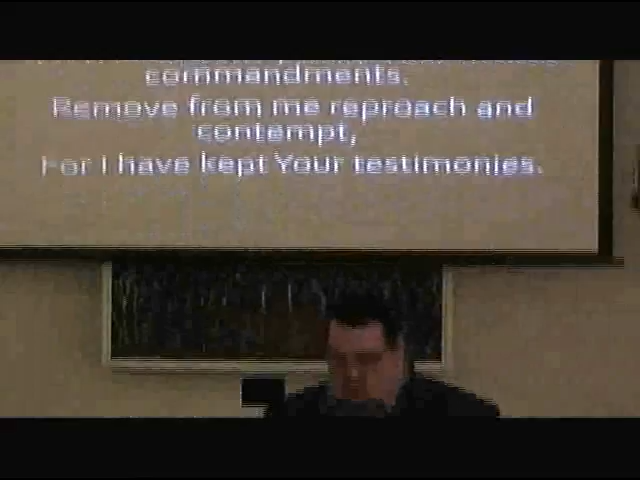 commandments.
Remove from me reproach and
contempt,
For I have kept Your testimonies.